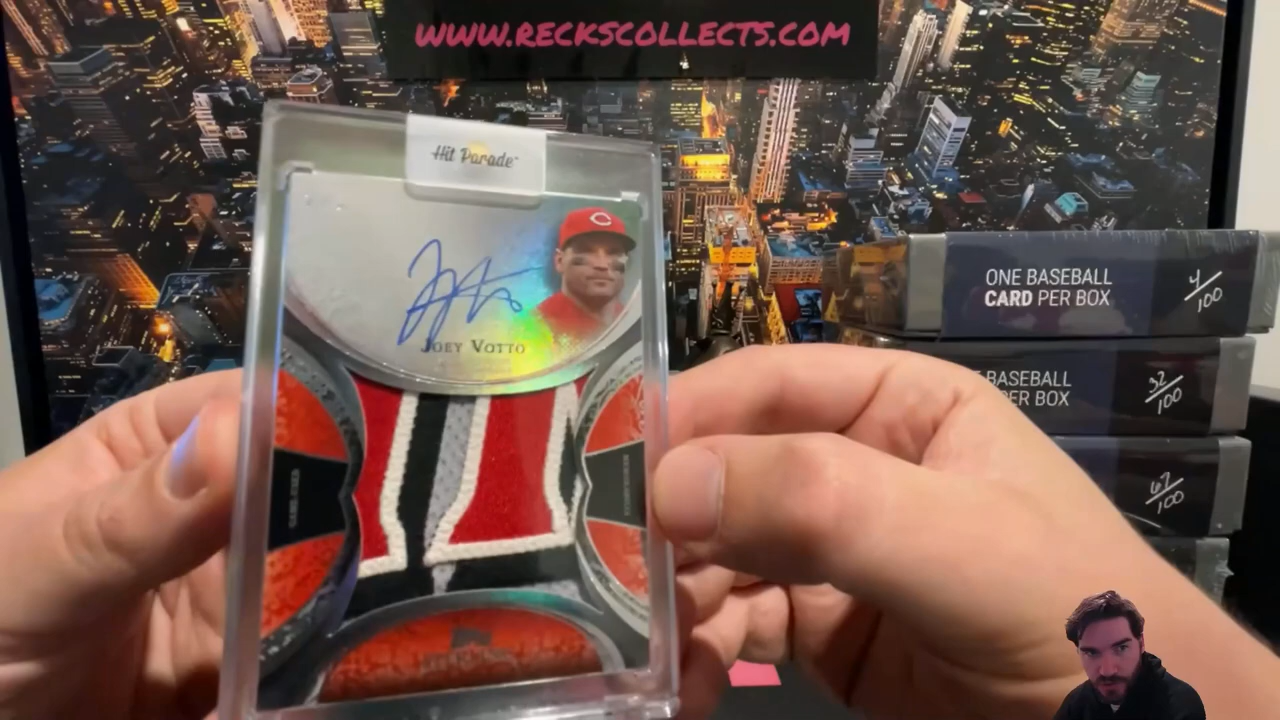 WWW.RECKSCOLLECTS.COM
Hit Parade
JOEY VOTTO
ONE BASEBALL
CARD PER BOX
4/100
BASEBALL
PER BOX
32/100
67/100